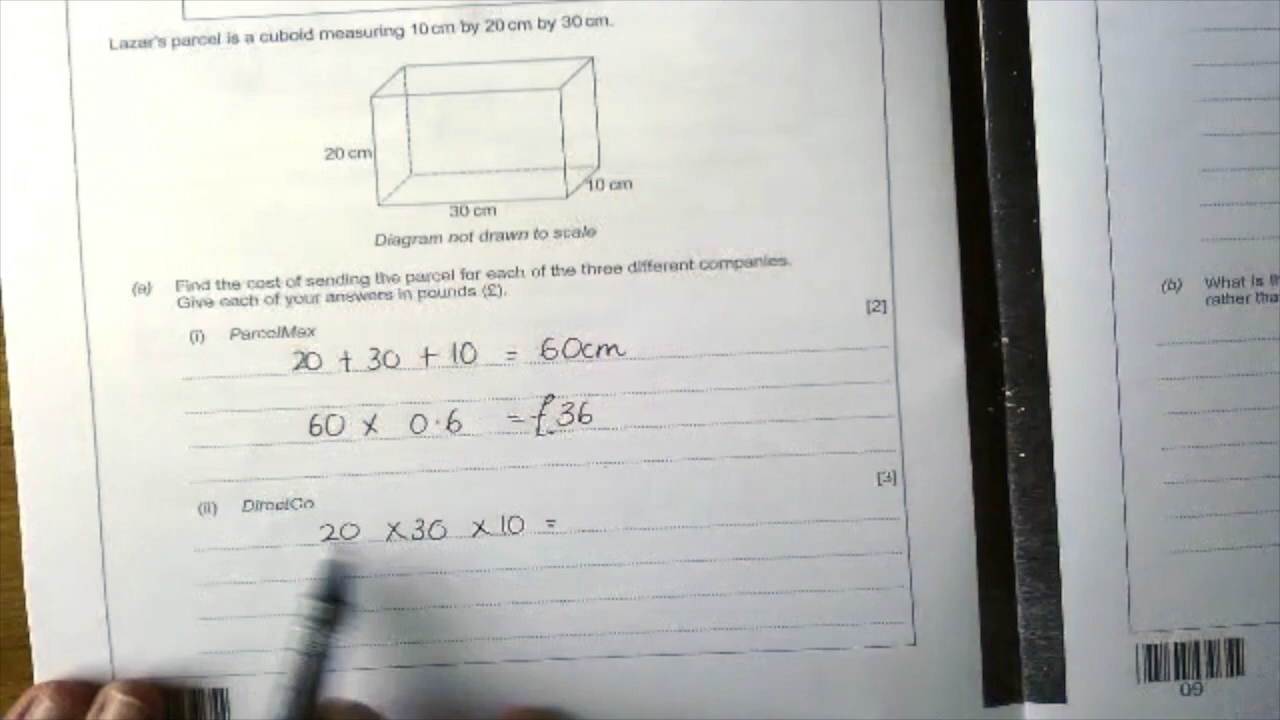 Lazar's parcel is a cuboid measuring 10 cm by 20 cm by 30 cm.
20 cm
10 cm
30 cm
Diagram not drawn to scale
(a) Find the cost of sending the parcel for each of the three different companies.
Give each of your answers in pounds (£).
(i) ParcelMax
[2]
20 + 30 + 10 = 60cm
60 x 0.6 = £36
[3]
(ii) DirectGo
20 x 30 x 10 =
(b) What is
rather tha
09